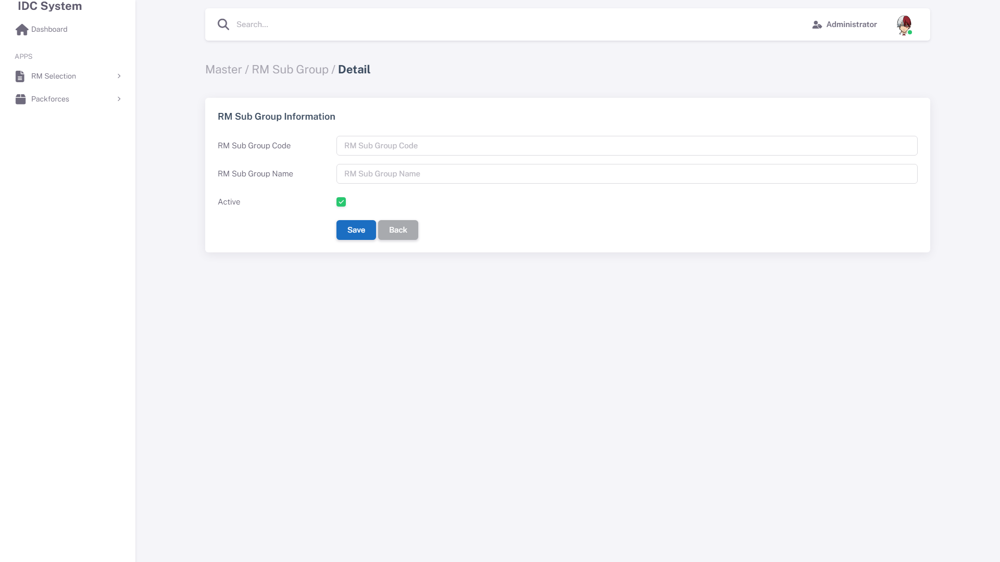 IDC System
Dashboard
APPS
RM Selection
Packforces
Search...
Administrator
Master / RM Sub Group / Detail
RM Sub Group Information
RM Sub Group Code
RM Sub Group Code
RM Sub Group Name
RM Sub Group Name
Active
Save
Back